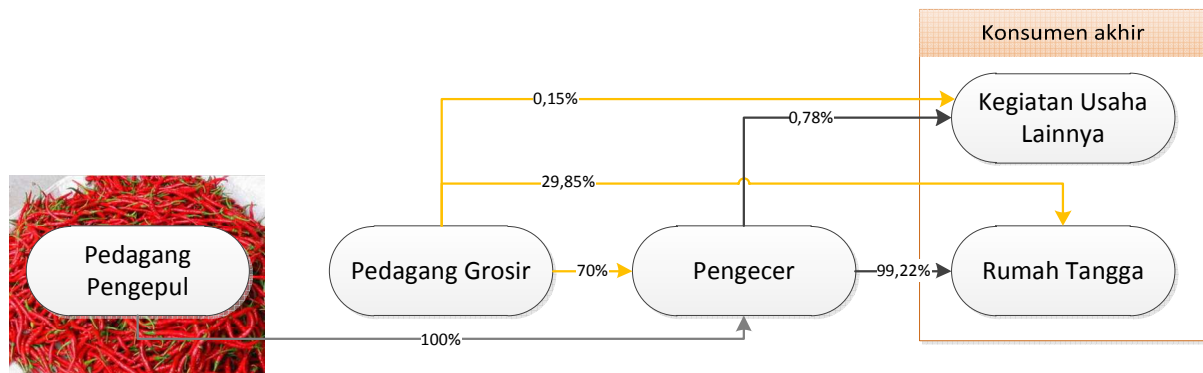 Konsumen akhir
0,15%
Kegiatan Usaha
Lainnya
0,78%
29,85%
Pedagang
Pengepul
Pedagang Grosir
70%
Pengecer
99,22%
Rumah Tangga
100%